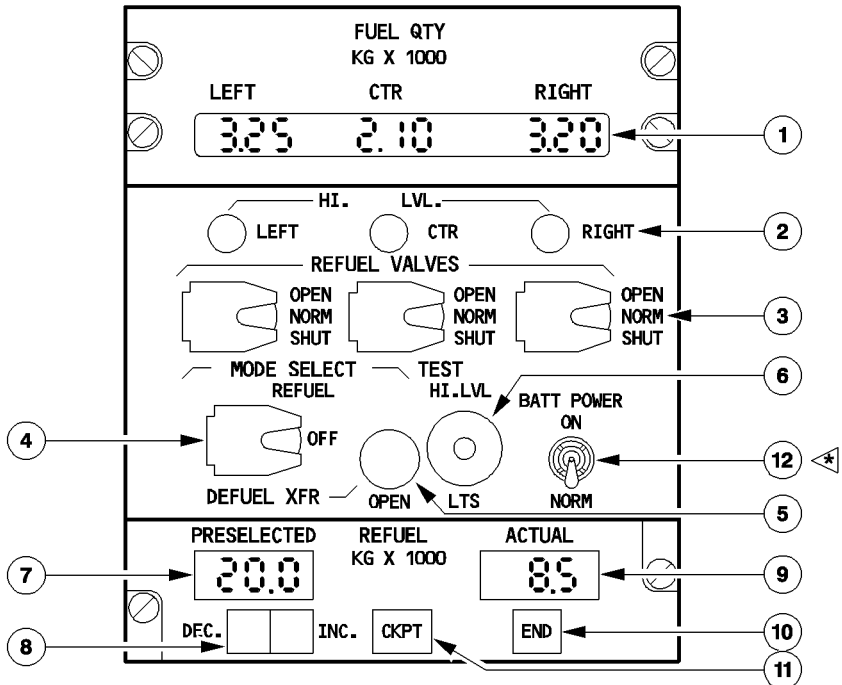 FUEL QTY
KG X 1000
LEFT CTR RIGHT
3.25 2.10 3.20
1
HI. LVL.
LEFT CTR RIGHT
2
REFUEL VALVES
OPEN OPEN OPEN
NORM NORM NORM
3
SHUT SHUT SHUT
MODE SELECT TEST
REFUEL HI.LVL
6
BATT POWER
ON
4
OFF
12
*
DEFUEL XFR OPEN LTS NORM
5
PRESELECTED REFUEL ACTUAL
KG X 1000
7
20.0 8.5
9
DEC. INC. CKPT END
10
8
11